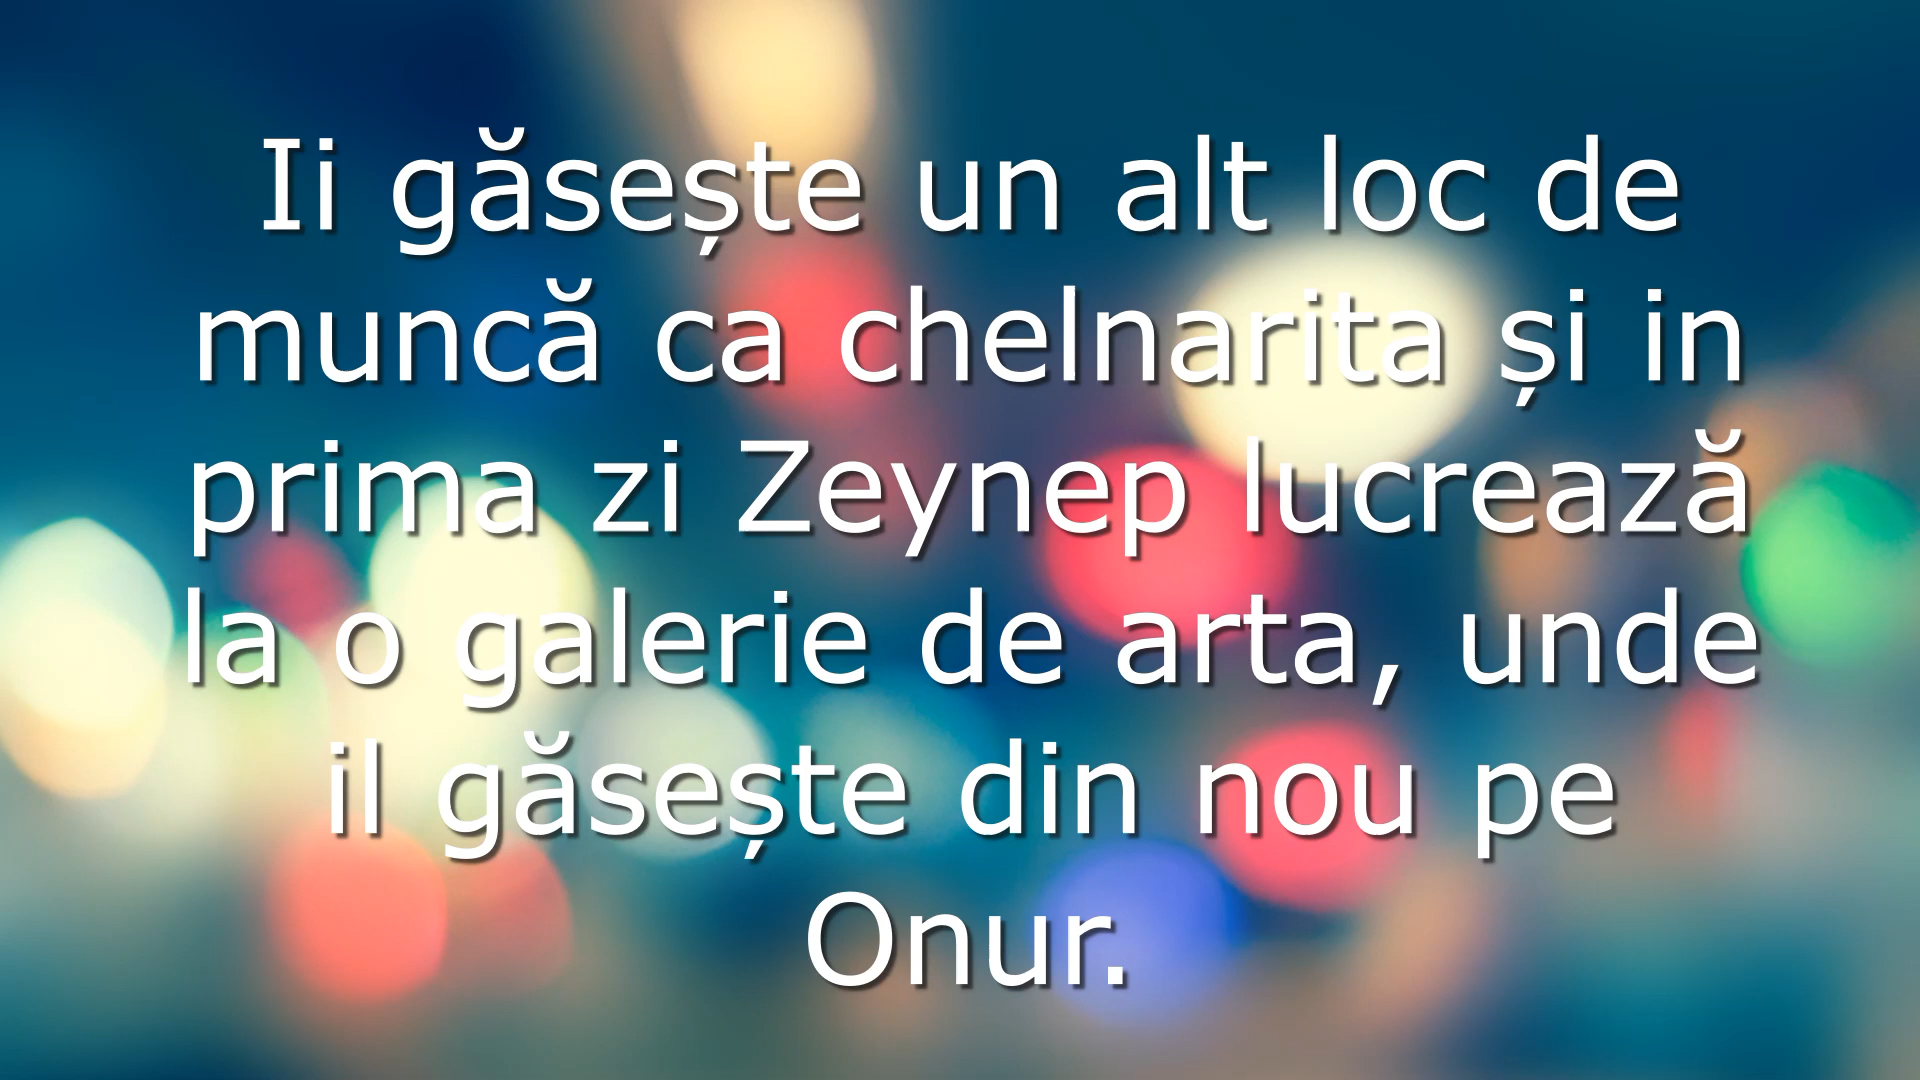 Ii găsește un alt loc de
muncă ca chelnarita și in
prima zi Zeynep lucrează
la o galerie de arta, unde
il găsește din nou pe
Onur.